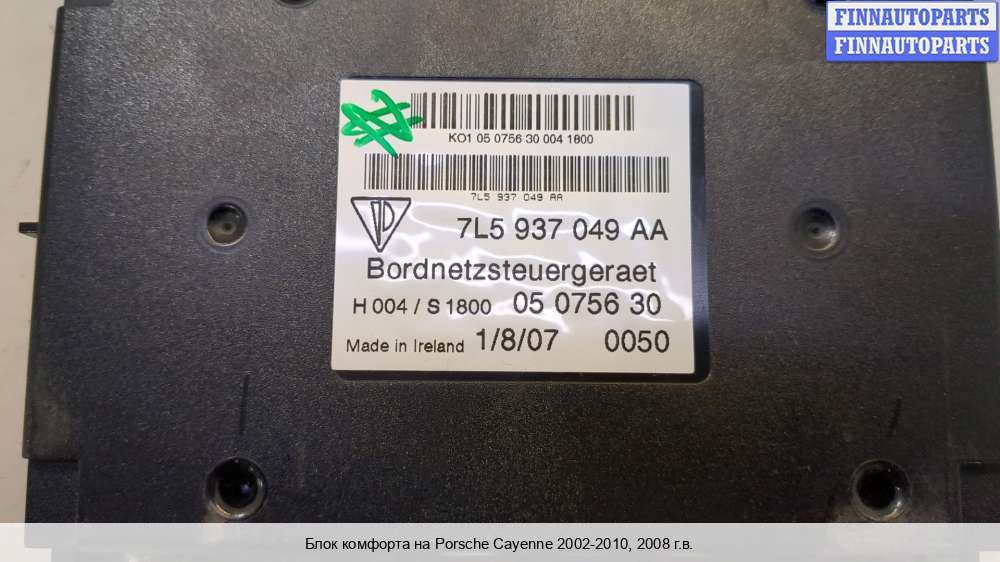 FINNAUTOPARTS
FINNAUTOPARTS
KO1 05 0756 30 004 1800
7L5 937 049 AA
7L5 937 049 AA
Bordnetzsteuergeraet
H 004 / S 1800 05 0756 30
Made in Ireland 1/8/07 0050
Блок комфорта на Porsche Cayenne 2002-2010, 2008 г.в.